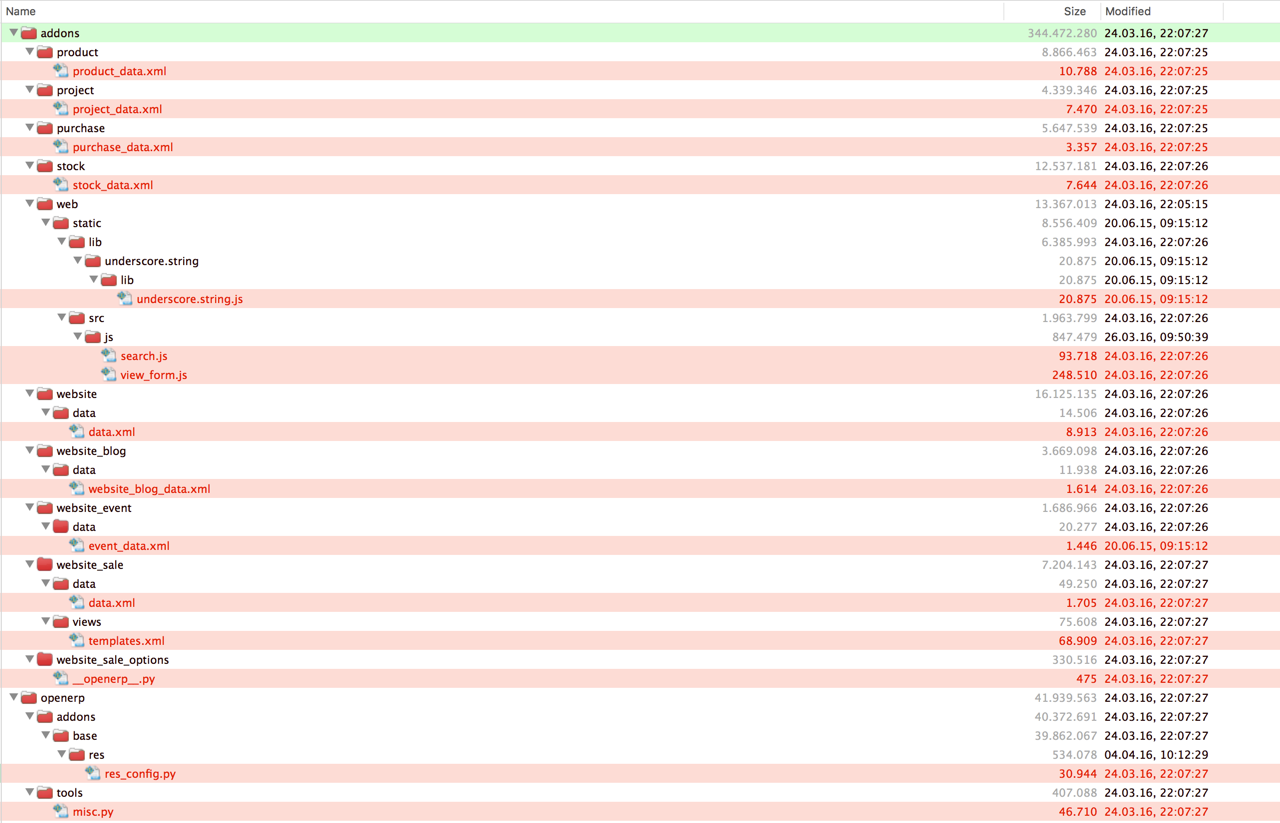 Name Size Modified
addons 344.472.280 24.03.16, 22:07:27
product 8.866.463 24.03.16, 22:07:25
product_data.xml 10.788 24.03.16, 22:07:25
project 4.339.346 24.03.16, 22:07:25
project_data.xml 7.470 24.03.16, 22:07:25
purchase 5.647.539 24.03.16, 22:07:25
purchase_data.xml 3.357 24.03.16, 22:07:25
stock 12.537.181 24.03.16, 22:07:26
stock_data.xml 7.644 24.03.16, 22:07:26
web 13.367.013 24.03.16, 22:05:15
static 8.556.409 20.06.15, 09:15:12
lib 6.385.993 24.03.16, 22:07:26
underscore.string 20.875 20.06.15, 09:15:12
lib 20.875 20.06.15, 09:15:12
underscore.string.js 20.875 20.06.15, 09:15:12
src 1.963.799 24.03.16, 22:07:26
js 847.479 26.03.16, 09:50:39
search.js 93.718 24.03.16, 22:07:26
view_form.js 248.510 24.03.16, 22:07:26
website 16.125.135 24.03.16, 22:07:26
data 14.506 24.03.16, 22:07:26
data.xml 8.913 24.03.16, 22:07:26
website_blog 3.669.098 24.03.16, 22:07:26
data 11.938 24.03.16, 22:07:26
website_blog_data.xml 1.614 24.03.16, 22:07:26
website_event 1.686.966 24.03.16, 22:07:26
data 20.277 24.03.16, 22:07:26
event_data.xml 1.446 20.06.15, 09:15:12
website_sale 7.204.143 24.03.16, 22:07:27
data 49.250 24.03.16, 22:07:27
data.xml 1.705 24.03.16, 22:07:27
views 75.608 24.03.16, 22:07:27
templates.xml 68.909 24.03.16, 22:07:27
website_sale_options 330.516 24.03.16, 22:07:27
__openerp__.py 475 24.03.16, 22:07:27
openerp 41.939.563 24.03.16, 22:07:27
addons 40.372.691 24.03.16, 22:07:27
base 39.862.067 24.03.16, 22:07:27
res 534.078 04.04.16, 10:12:29
res_config.py 30.944 24.03.16, 22:07:27
tools 407.088 24.03.16, 22:07:27
misc.py 46.710 24.03.16, 22:07:27